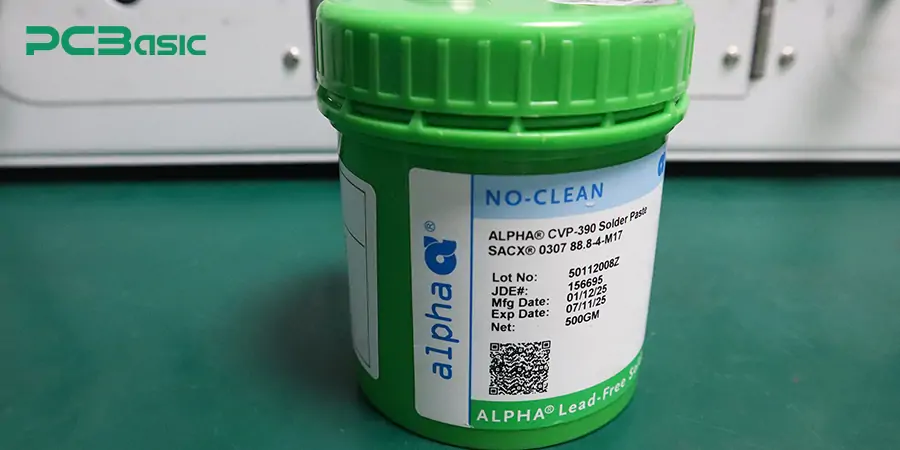 PCBasic
NO-CLEAN
ALPHA® CVP-390 Solder Paste
SACX® 0307 88.8-4-M17
Lot No: 50112008Z
JDE#: 156695
Mfg Date: 01/12/25
Exp Date: 07/11/25
Net: 500GM
alpha®
ALPHA® Lead-Free